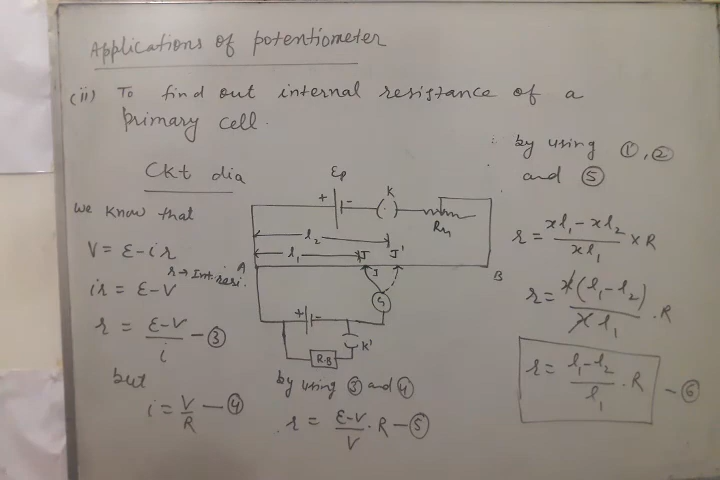 Applications of potentiometer
(ii) To find out internal resistance of a
primary cell.
Ckt dia
we know that
V = ε - ir
r → Int. resi.
ir = ε - V
r = (ε - V)/i — ③
but
i = V/R — ④
Ep
+ - K
Rh
l₂
l₁ J J'
A J B
G
+ -
K'
R.B
by using ③ and ④
r = (ε - V)/V · R — ⑤
∴ by using ①, ②
and ⑤
r = (xl₁ - xl₂)/xl₁ × R
r = x(l₁ - l₂)/xl₁ · R
r = (l₁ - l₂)/l₁ · R — ⑥